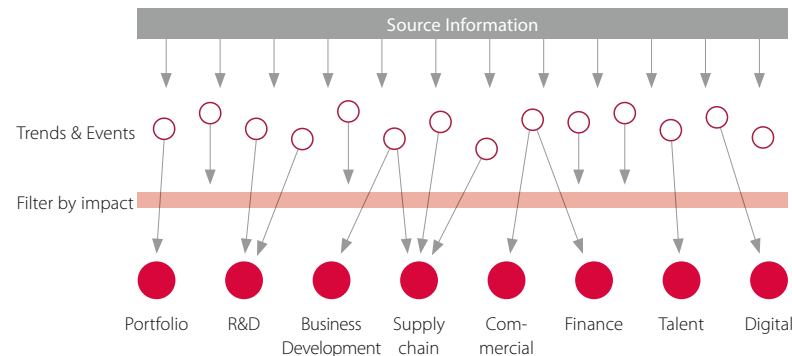 Source Information
Trends & Events
Filter by impact
Portfolio
R&D
Business
Development
Supply
chain
Com-
mercial
Finance
Talent
Digital